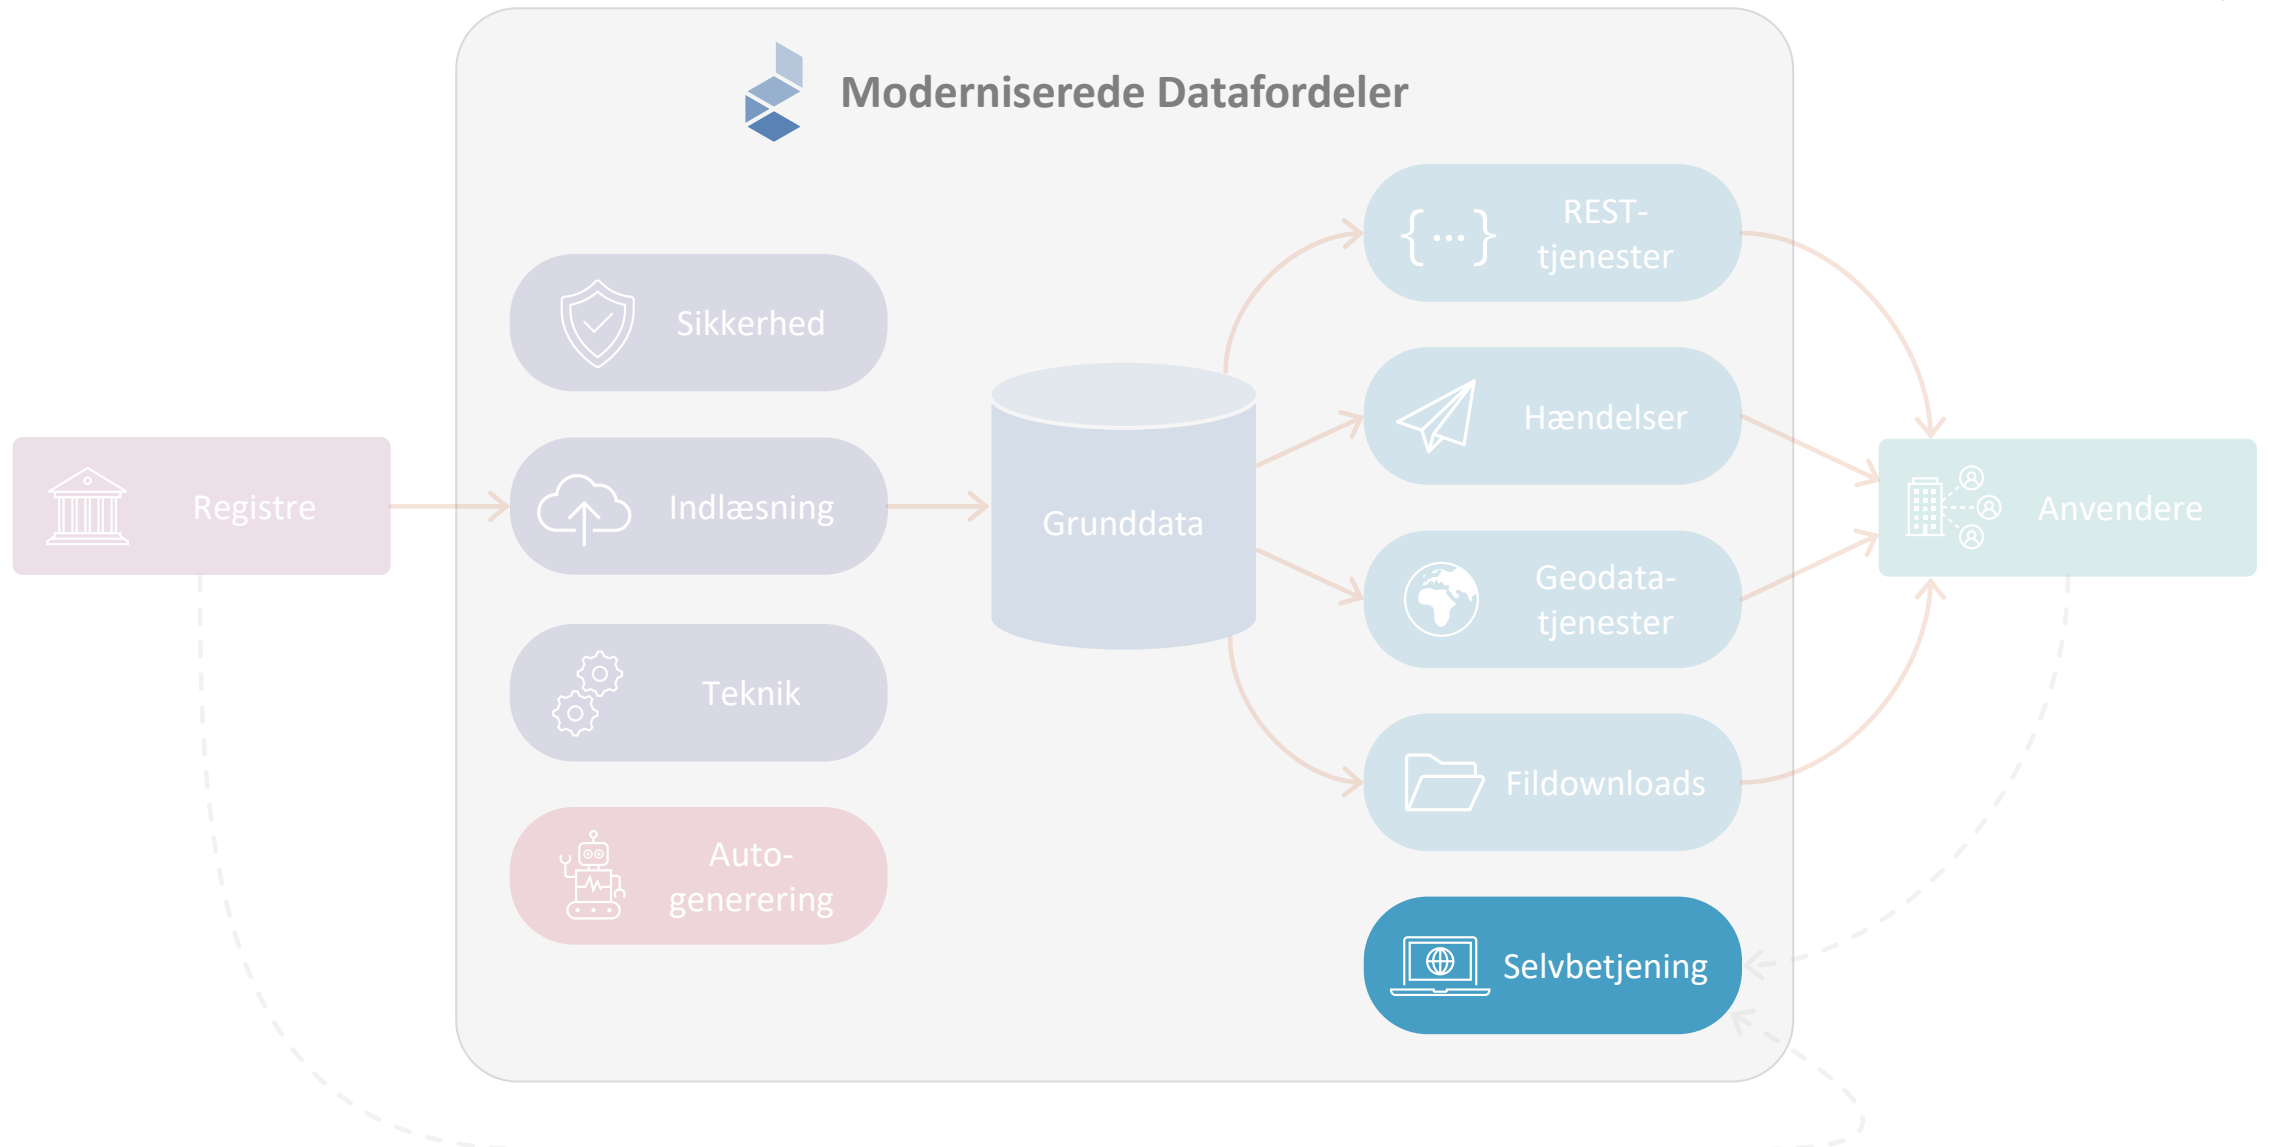 Moderniserede Datafordeler
REST-
tjenester
Sikkerhed
Hændelser
Registre
Indlæsning
Grunddata
Anvendere
Geodata-
tjenester
Teknik
Fildownloads
Auto-
generering
Selvbetjening